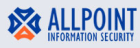 ALLPOINT
INFORMATION SECURITY